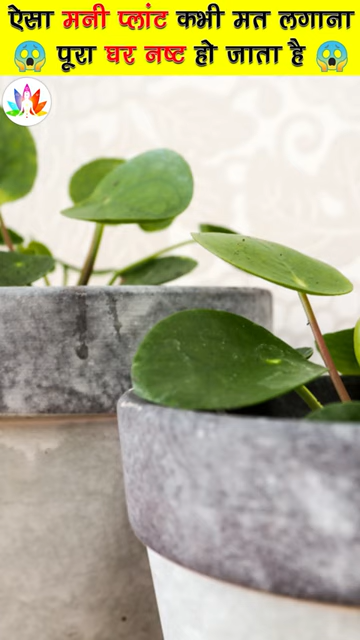 ऐसा मनी प्लांट कभी मत लगाना
😱 पूरा घर नष्ट हो जाता है 😱